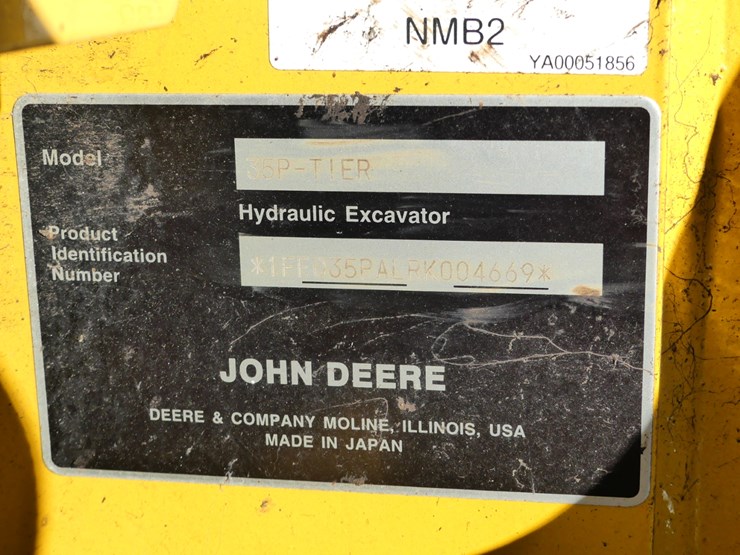 NMB2
YA00051856
Model
35P-TIER
Hydraulic Excavator
Product
Identification
Number
JOHN DEERE
DEERE & COMPANY MOLINE, ILLINOIS, USA
MADE IN JAPAN